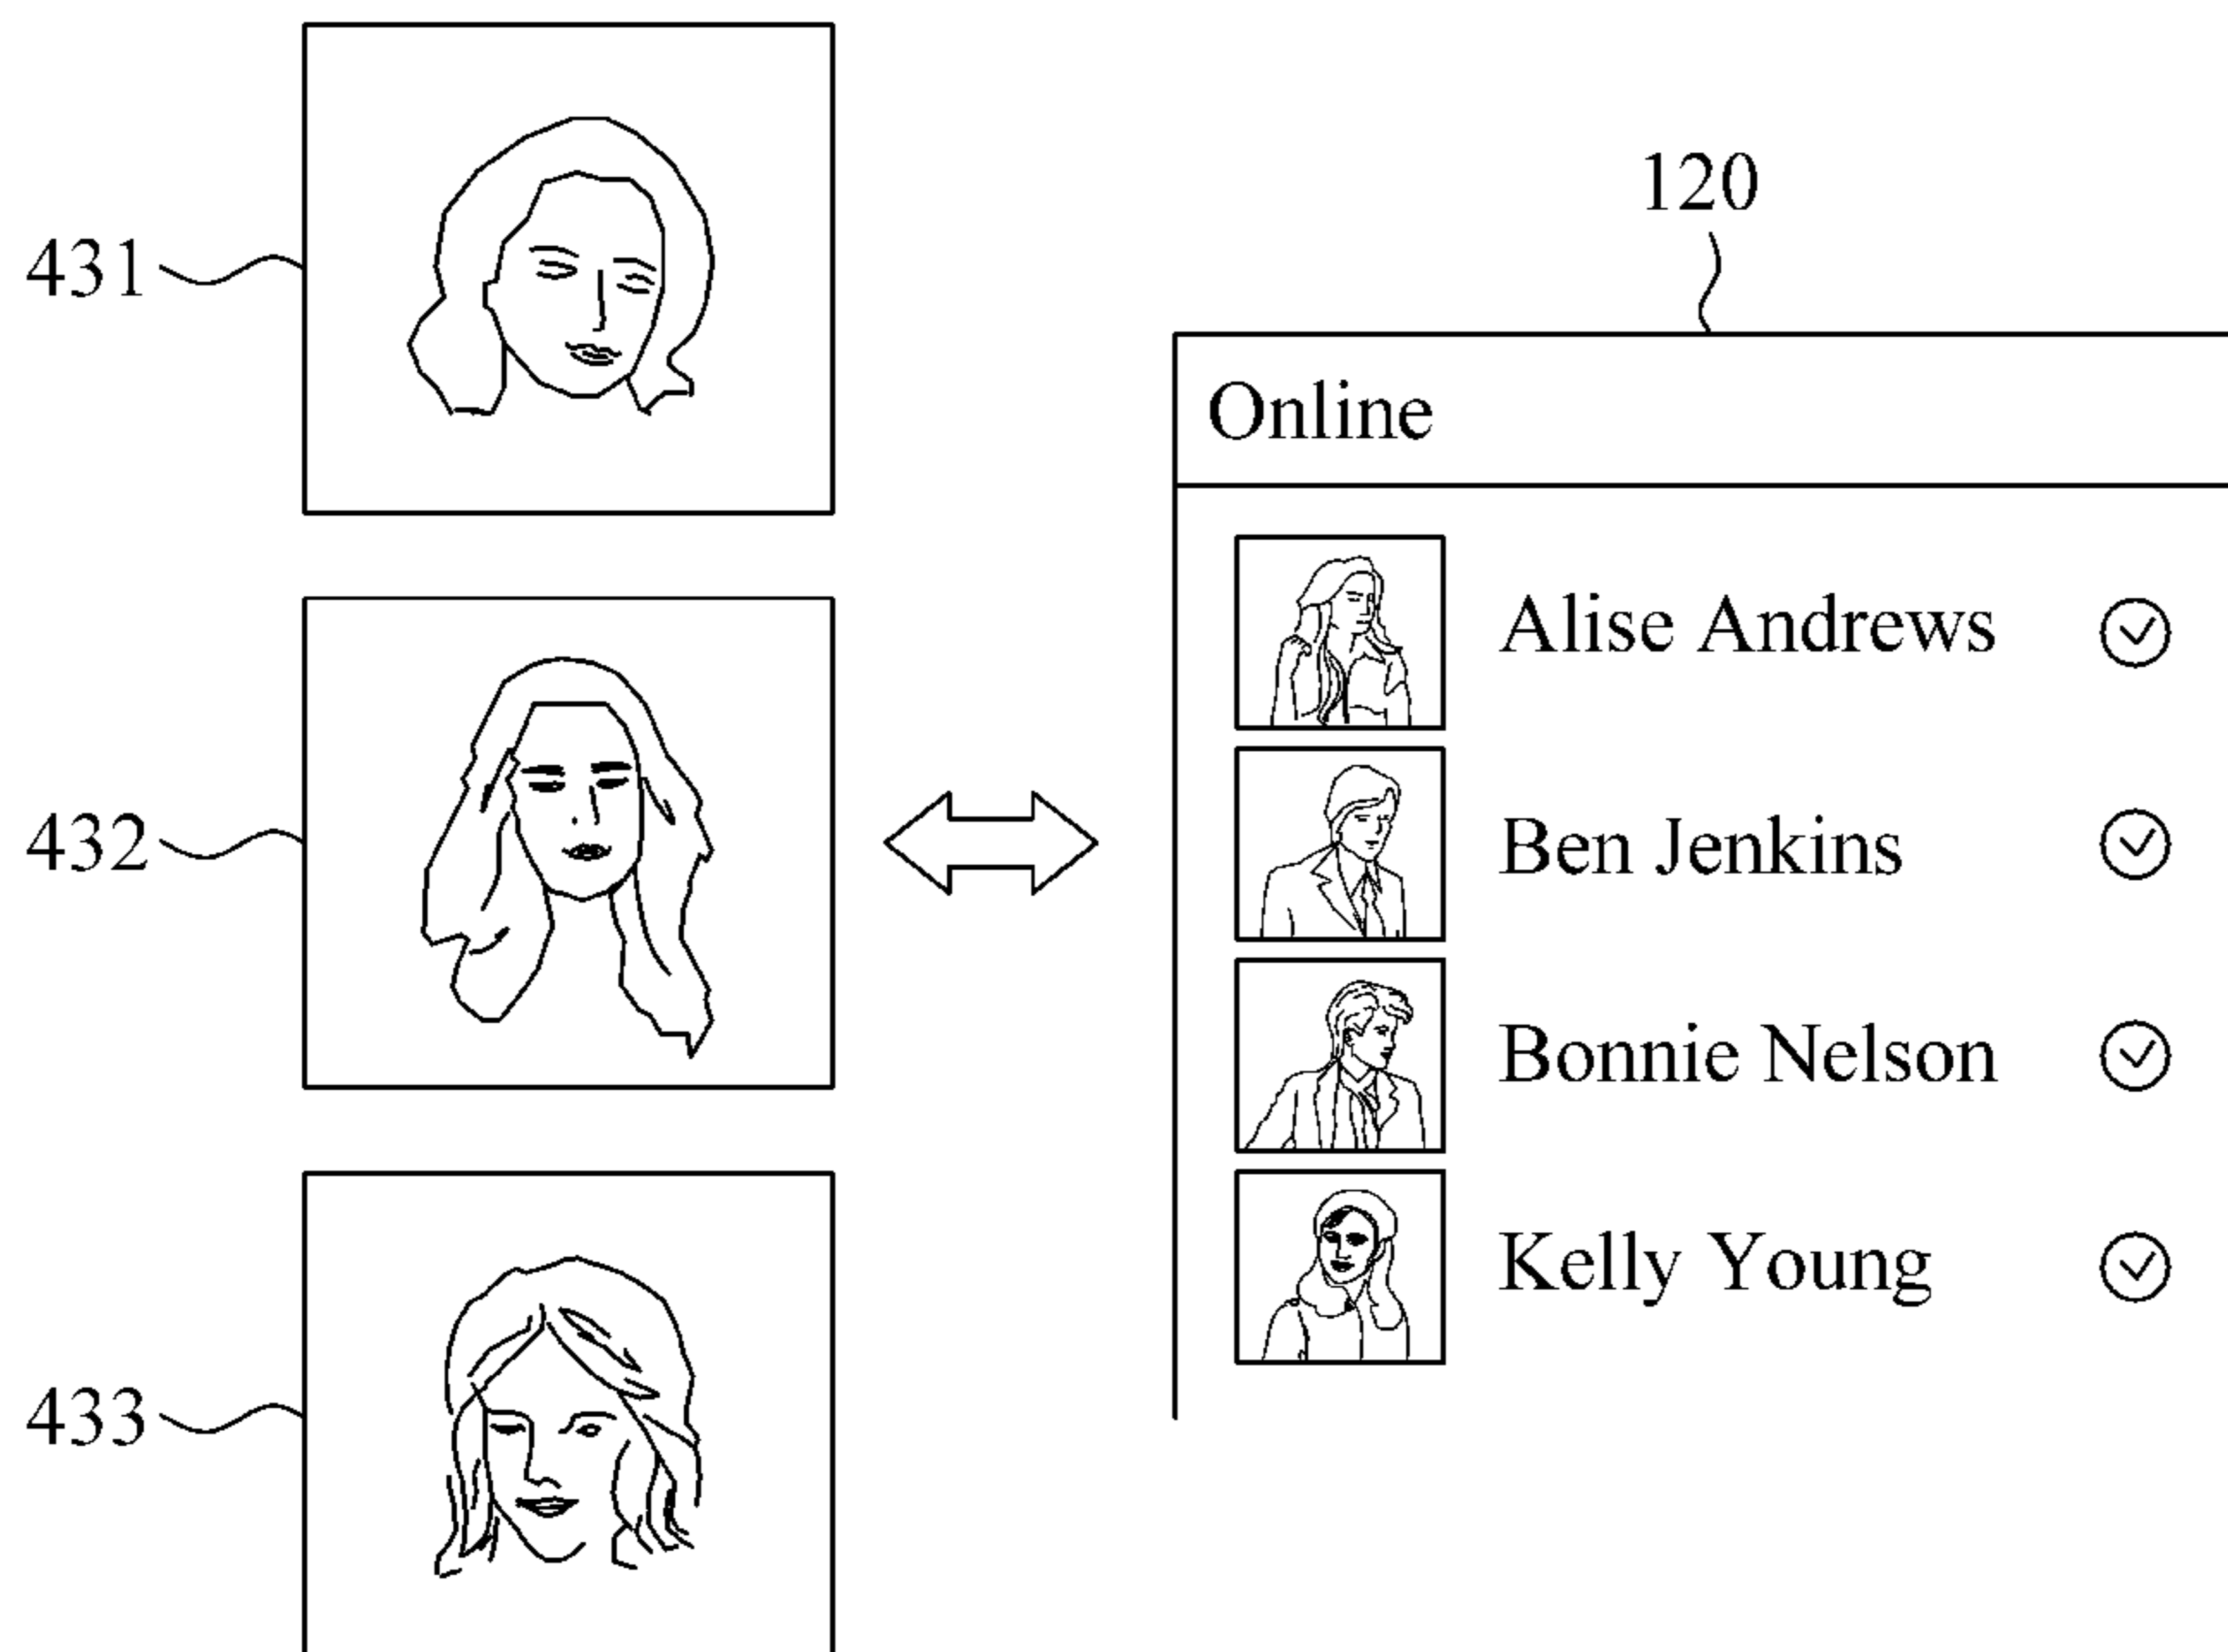 431
432
433
120
Online
Alise Andrews
Ben Jenkins
Bonnie Nelson
Kelly Young